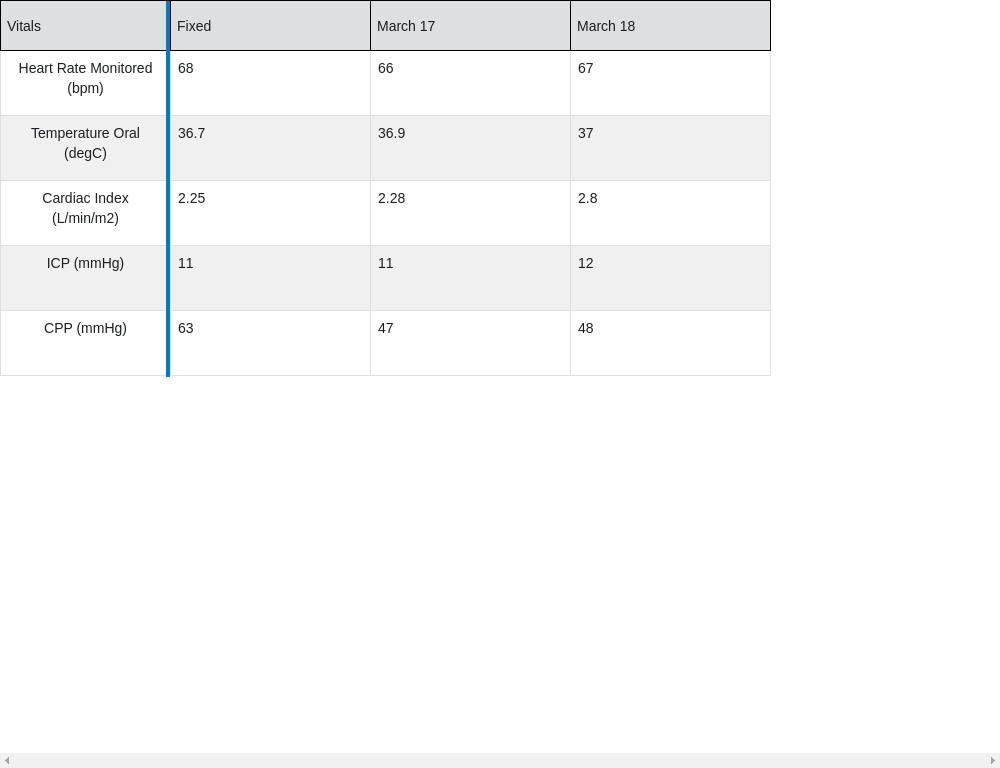 Vitals Fixed March 17 March 18
Heart Rate Monitored 68 66 67
(bpm)
Temperature Oral 36.7 36.9 37
(degC)
Cardiac Index 2.25 2.28 2.8
(L/min/m2)
ICP (mmHg) 11 11 12
CPP (mmHg) 63 47 48